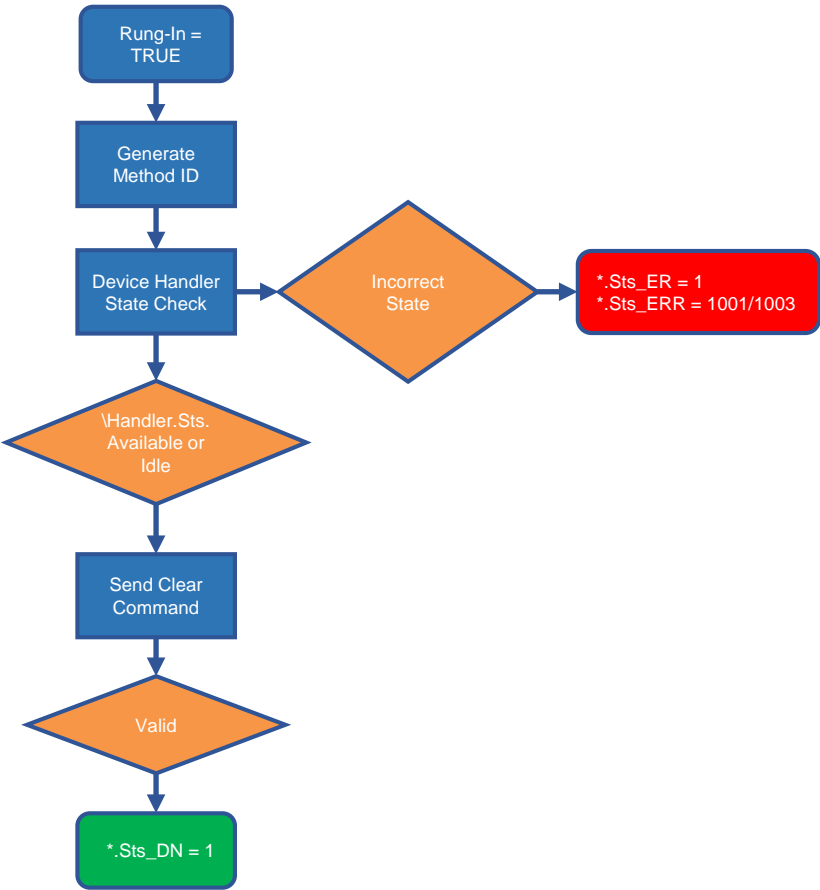 Rung-In =
TRUE
Generate
Method ID
Device Handler
State Check
Incorrect
State
*.Sts_ER = 1
*.Sts_ERR = 1001/1003
\Handler.Sts.
Available or
Idle
Send Clear
Command
Valid
*.Sts_DN = 1